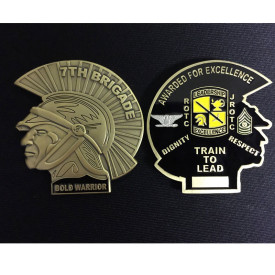 7TH BRIGADE
BOLD WARRIOR
AWARDED FOR EXCELLENCE
ROTC
LEADERSHIP
EXCELLENCE
JROTC
DIGNITY
RESPECT
TRAIN
TO
LEAD